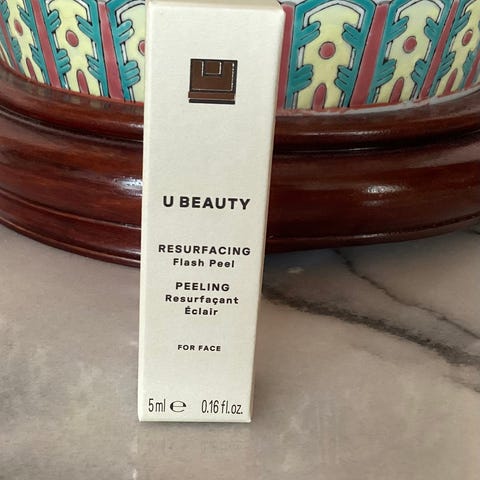 U BEAUTY
RESURFACING
Flash Peel
PEELING
Resurfaçant
Éclair
FOR FACE
5ml ℮ 0.16 fl.oz.